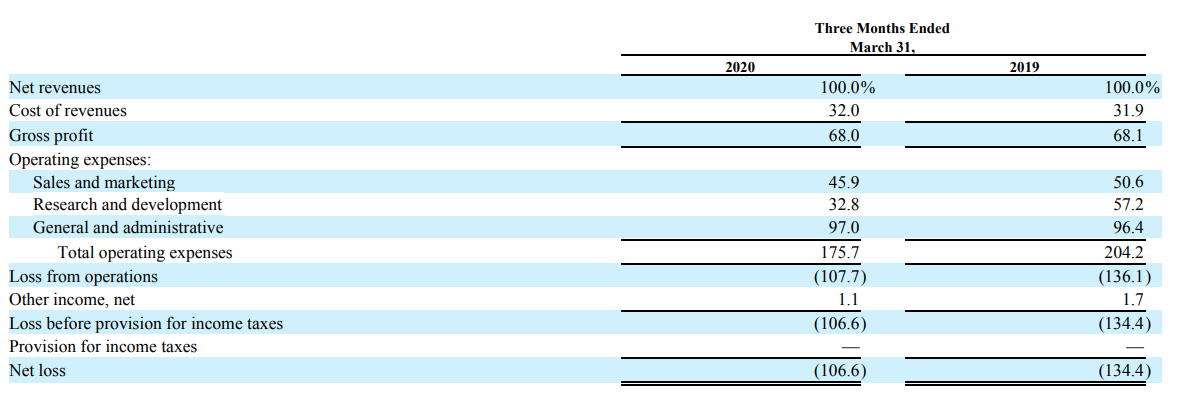 Three Months Ended
March 31,
2020 2019
Net revenues 100.0% 100.0%
Cost of revenues 32.0 31.9
Gross profit 68.0 68.1
Operating expenses:
Sales and marketing 45.9 50.6
Research and development 32.8 57.2
General and administrative 97.0 96.4
Total operating expenses 175.7 204.2
Loss from operations (107.7) (136.1)
Other income, net 1.1 1.7
Loss before provision for income taxes (106.6) (134.4)
Provision for income taxes — —
Net loss (106.6) (134.4)